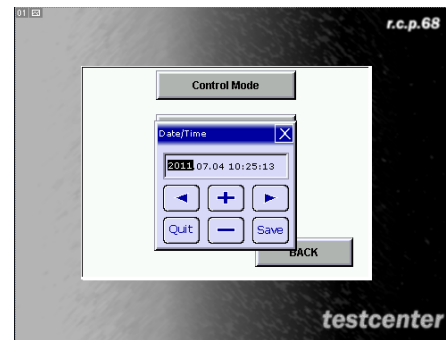 01
r.c.p.68
Control Mode
Date/Time
2011.07.04 10:25:13
Quit
Save
BACK
testcenter